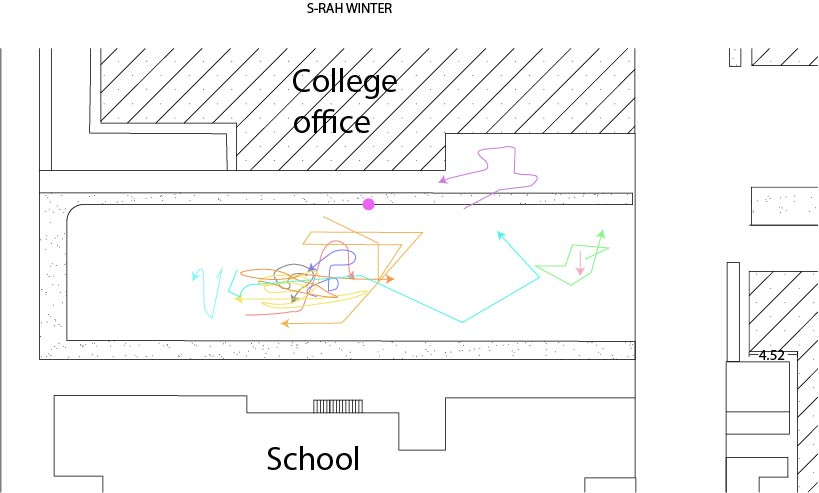 S-RAH WINTER
College
office
4.52
School